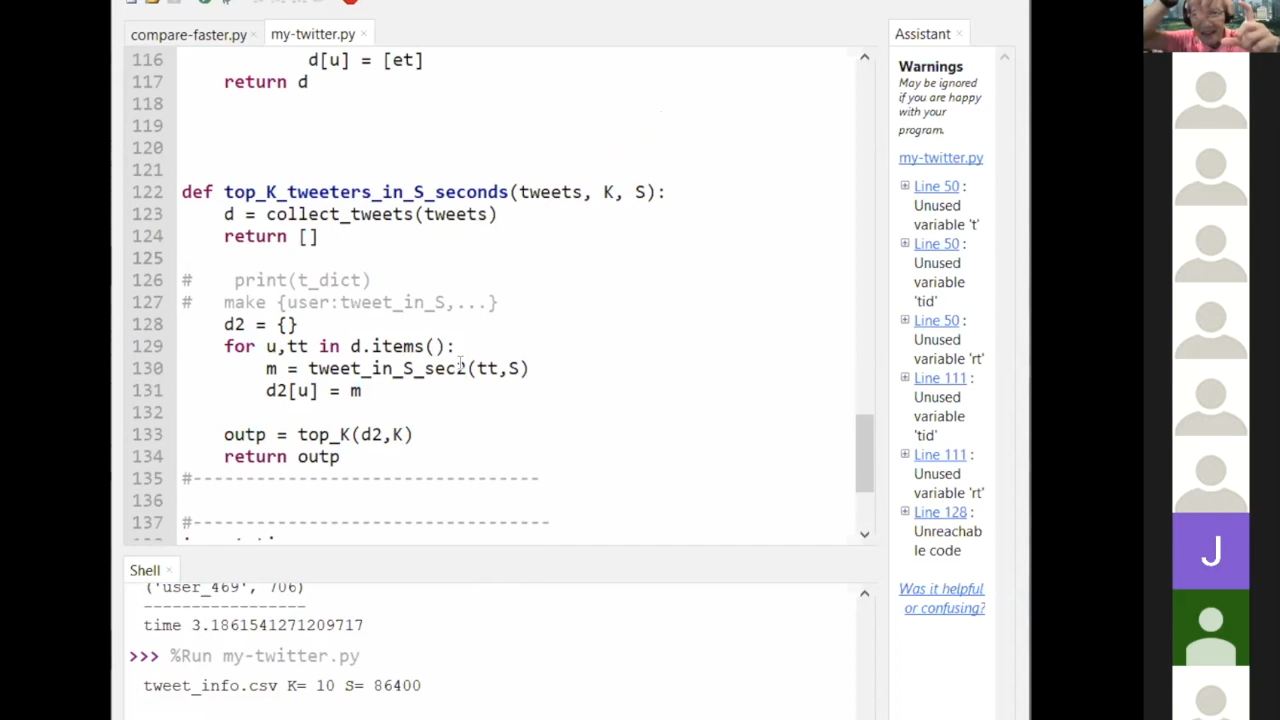 compare-faster.py
my-twitter.py
116 d[u] = [et]
117 return d
118
119
120
121
122 def top_K_tweeters_in_S_seconds(tweets, K, S):
123 d = collect_tweets(tweets)
124 return []
125
126 # print(t_dict)
127 # make {user:tweet_in_S,...}
128 d2 = {}
129 for u,tt in d.items():
130 m = tweet_in_S_sec2(tt,S)
131 d2[u] = m
132
133 outp = top_K(d2,K)
134 return outp
135 #---------------------------------
136
137 #----------------------------------
Shell
('user_469', 706)
-----------------
time 3.1861541271209717
>>> %Run my-twitter.py
tweet_info.csv K= 10 S= 86400
Assistant
Warnings
May be ignored
if you are happy
with your
program.
my-twitter.py
Line 50 :
Unused
variable 't'
Line 50 :
Unused
variable
'tid'
Line 50 :
Unused
variable 'rt'
Line 111 :
Unused
variable
'tid'
Line 111 :
Unused
variable 'rt'
Line 128 :
Unreachab
le code
Was it helpful
or confusing?
J